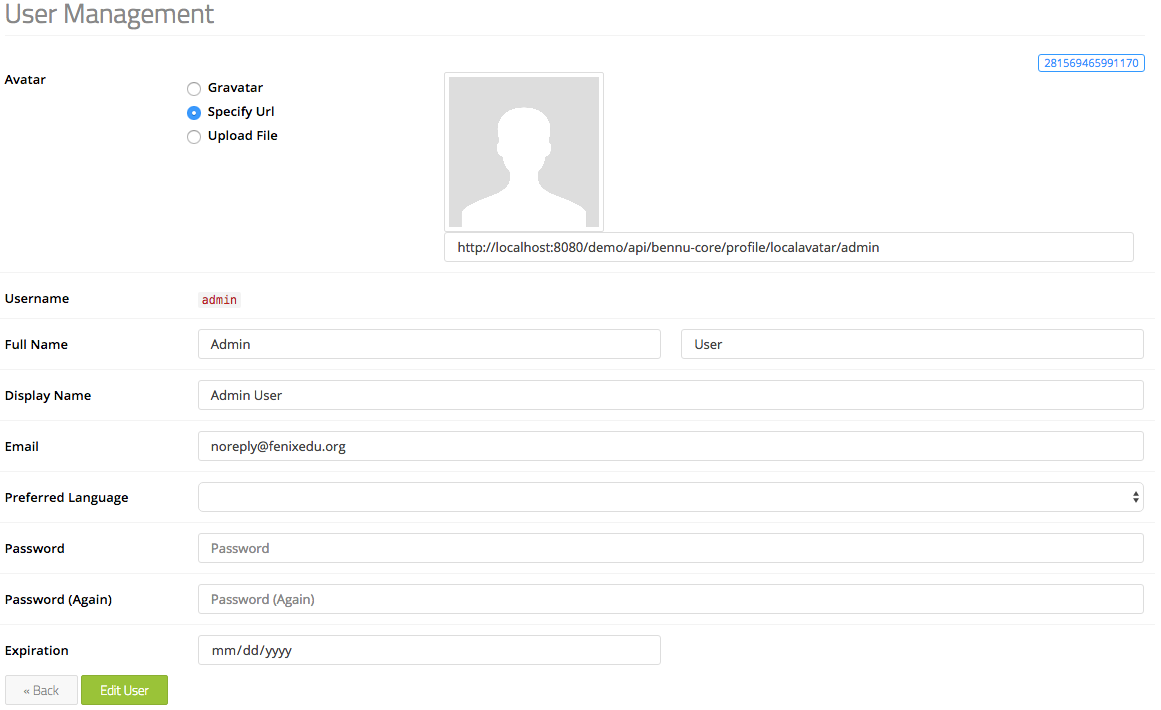 User Management
281569465991170
Avatar
Gravatar
Specify Url
Upload File
http://localhost:8080/demo/api/bennu-core/profile/localavatar/admin
Username admin
Full Name Admin User
Display Name Admin User
Email noreply@fenixedu.org
Preferred Language
Password Password
Password (Again) Password (Again)
Expiration mm/dd/yyyy
« Back Edit User